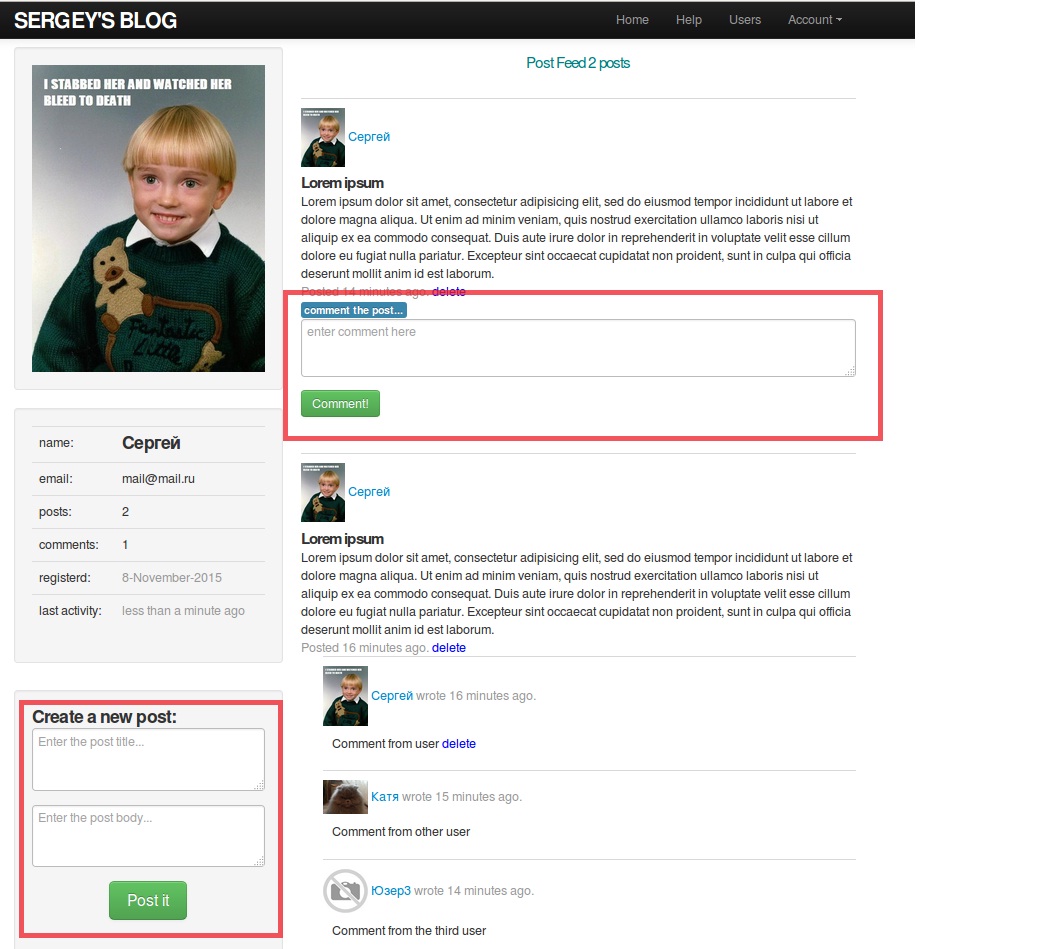 SERGEY'S BLOG
Home Help Users Account
I STABBED HER AND WATCHED HER
BLEED TO DEATH
Fantastic
Little
name: Сергей
email: mail@mail.ru
posts: 2
comments: 1
registerd: 8-November-2015
last activity: less than a minute ago
Create a new post:
Enter the post title...
Enter the post body...
Post it
Post Feed 2 posts
Сергей
Lorem ipsum
Lorem ipsum dolor sit amet, consectetur adipisicing elit, sed do eiusmod tempor incididunt ut labore et
dolore magna aliqua. Ut enim ad minim veniam, quis nostrud exercitation ullamco laboris nisi ut
aliquip ex ea commodo consequat. Duis aute irure dolor in reprehenderit in voluptate velit esse cillum
dolore eu fugiat nulla pariatur. Excepteur sint occaecat cupidatat non proident, sunt in culpa qui officia
deserunt mollit anim id est laborum.
Posted 14 minutes ago. delete
comment the post...
enter comment here
Comment!
Сергей
Lorem ipsum
Lorem ipsum dolor sit amet, consectetur adipisicing elit, sed do eiusmod tempor incididunt ut labore et
dolore magna aliqua. Ut enim ad minim veniam, quis nostrud exercitation ullamco laboris nisi ut
aliquip ex ea commodo consequat. Duis aute irure dolor in reprehenderit in voluptate velit esse cillum
dolore eu fugiat nulla pariatur. Excepteur sint occaecat cupidatat non proident, sunt in culpa qui officia
deserunt mollit anim id est laborum.
Posted 16 minutes ago. delete
Сергей wrote 16 minutes ago.
Comment from user delete
Катя wrote 15 minutes ago.
Comment from other user
Юзер3 wrote 14 minutes ago.
Comment from the third user